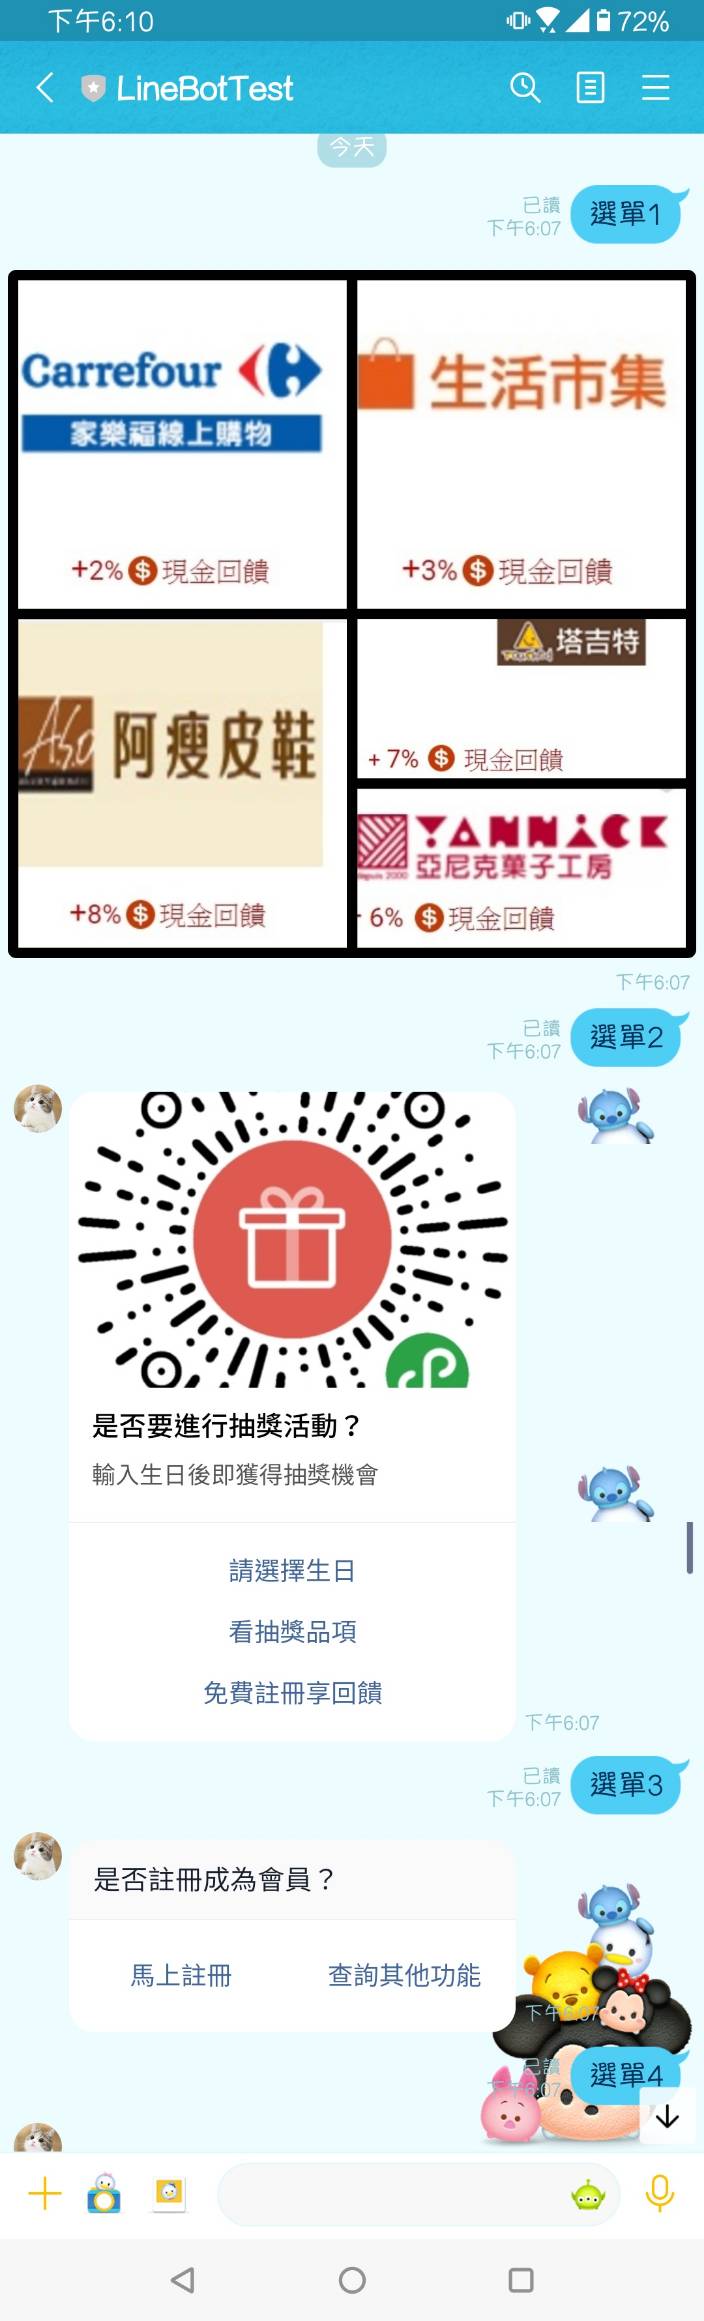 下午6:10
72%
LineBotTest
今天
已讀
下午6:07
選單1
Carrefour
家樂福線上購物
+2% $ 現金回饋
生活市集
+3% $ 現金回饋
A.S.O
阿瘦皮鞋
+8% $ 現金回饋
塔吉特
+ 7% $ 現金回饋
YANNICK
depuis 2000
亞尼克菓子工房
6% $ 現金回饋
下午6:07
已讀
下午6:07
選單2
是否要進行抽獎活動？
輸入生日後即獲得抽獎機會
請選擇生日
看抽獎品項
免費註冊享回饋
下午6:07
已讀
下午6:07
選單3
是否註冊成為會員？
馬上註冊
查詢其他功能
下午6:07
已讀
下午6:07
選單4